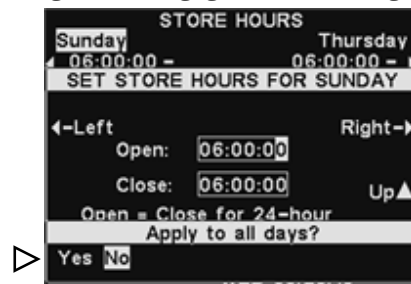 STORE HOURS
Sunday Thursday
06:00:00 - 06:00:00 -
SET STORE HOURS FOR SUNDAY
◄-Left Right-►
Open: 06:00:00
Close: 06:00:00 Up▲
Open = Close for 24-hour
Apply to all days?
Yes No